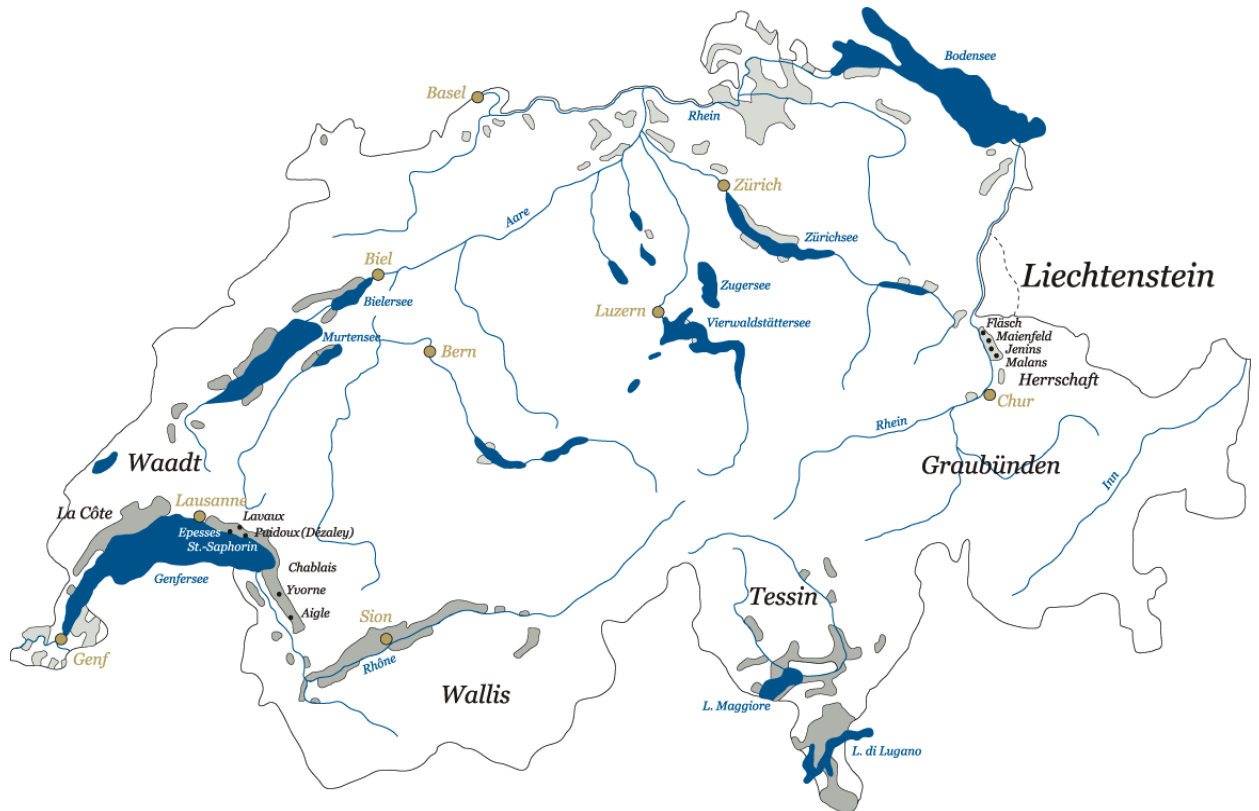 Bodensee
Basel
Rhein
Zürich
Aare
Zürichsee
Biel
Liechtenstein
Zugersee
Bielersee
Luzern
Vierwaldstättersee
Fläsch
Murtensee
Maienfeld
Bern
Jenins
Malans
Herrschaft
Chur
Rhein
Waadt
Graubünden
Inn
Lausanne
La Côte
Lavaux
Epesses
Puidoux (Dézaley)
St.-Saphorin
Genfersee
Chablais
Yvorne
Tessin
Aigle
Sion
Genf
Rhône
Wallis
L. Maggiore
L. di Lugano